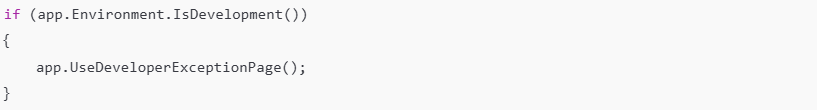 if (app.Environment.IsDevelopment())
{
    app.UseDeveloperExceptionPage();
}